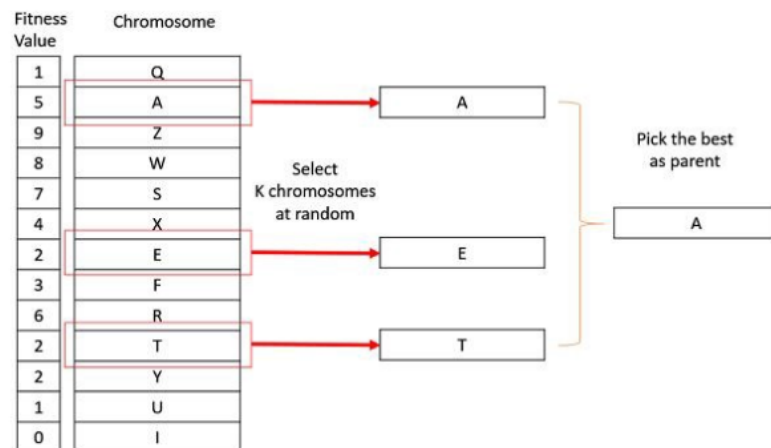 Fitness
Value
Chromosome
1 Q
5 A
9 Z
8 W
7 S
4 X
2 E
3 F
6 R
2 T
2 Y
1 U
0 I
Select
K chromosomes
at random
A
E
T
Pick the best
as parent
A